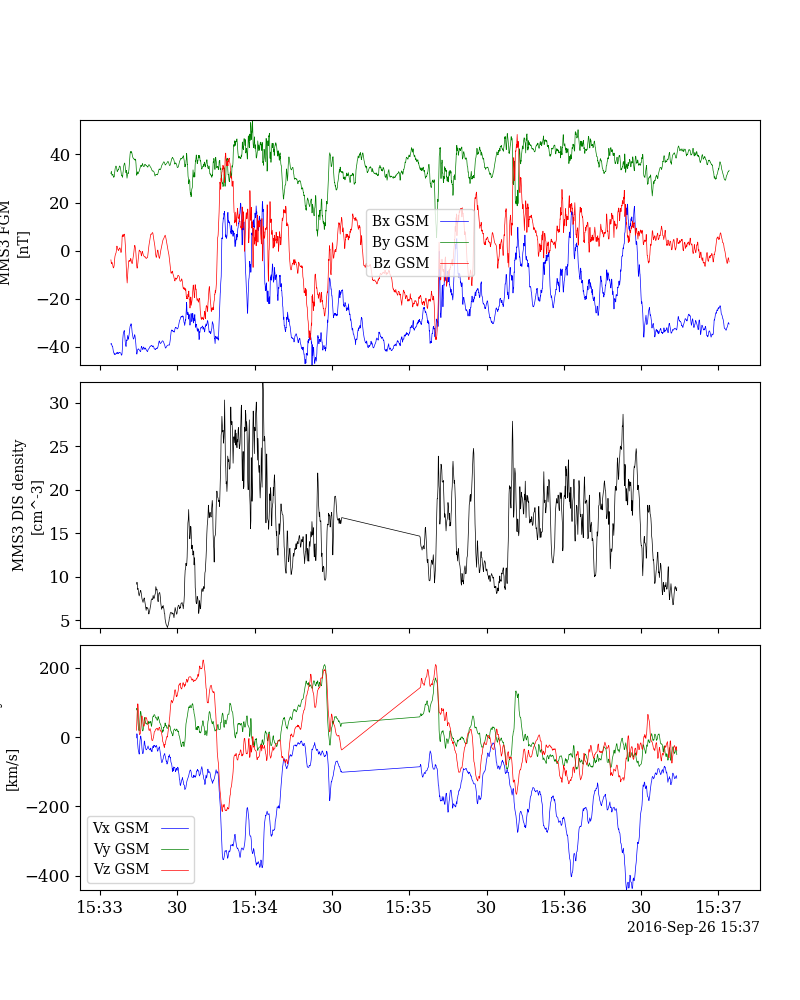 40
20
0
−20
−40
MMS3 FGM
[nT]
Bx GSM
By GSM
Bz GSM
30
25
20
15
10
5
MMS3 DIS density
[cm^-3]
200
0
−200
−400
[km/s]
Vx GSM
Vy GSM
Vz GSM
15:33 30 15:34 30 15:35 30 15:36 30 15:37
2016-Sep-26 15:37